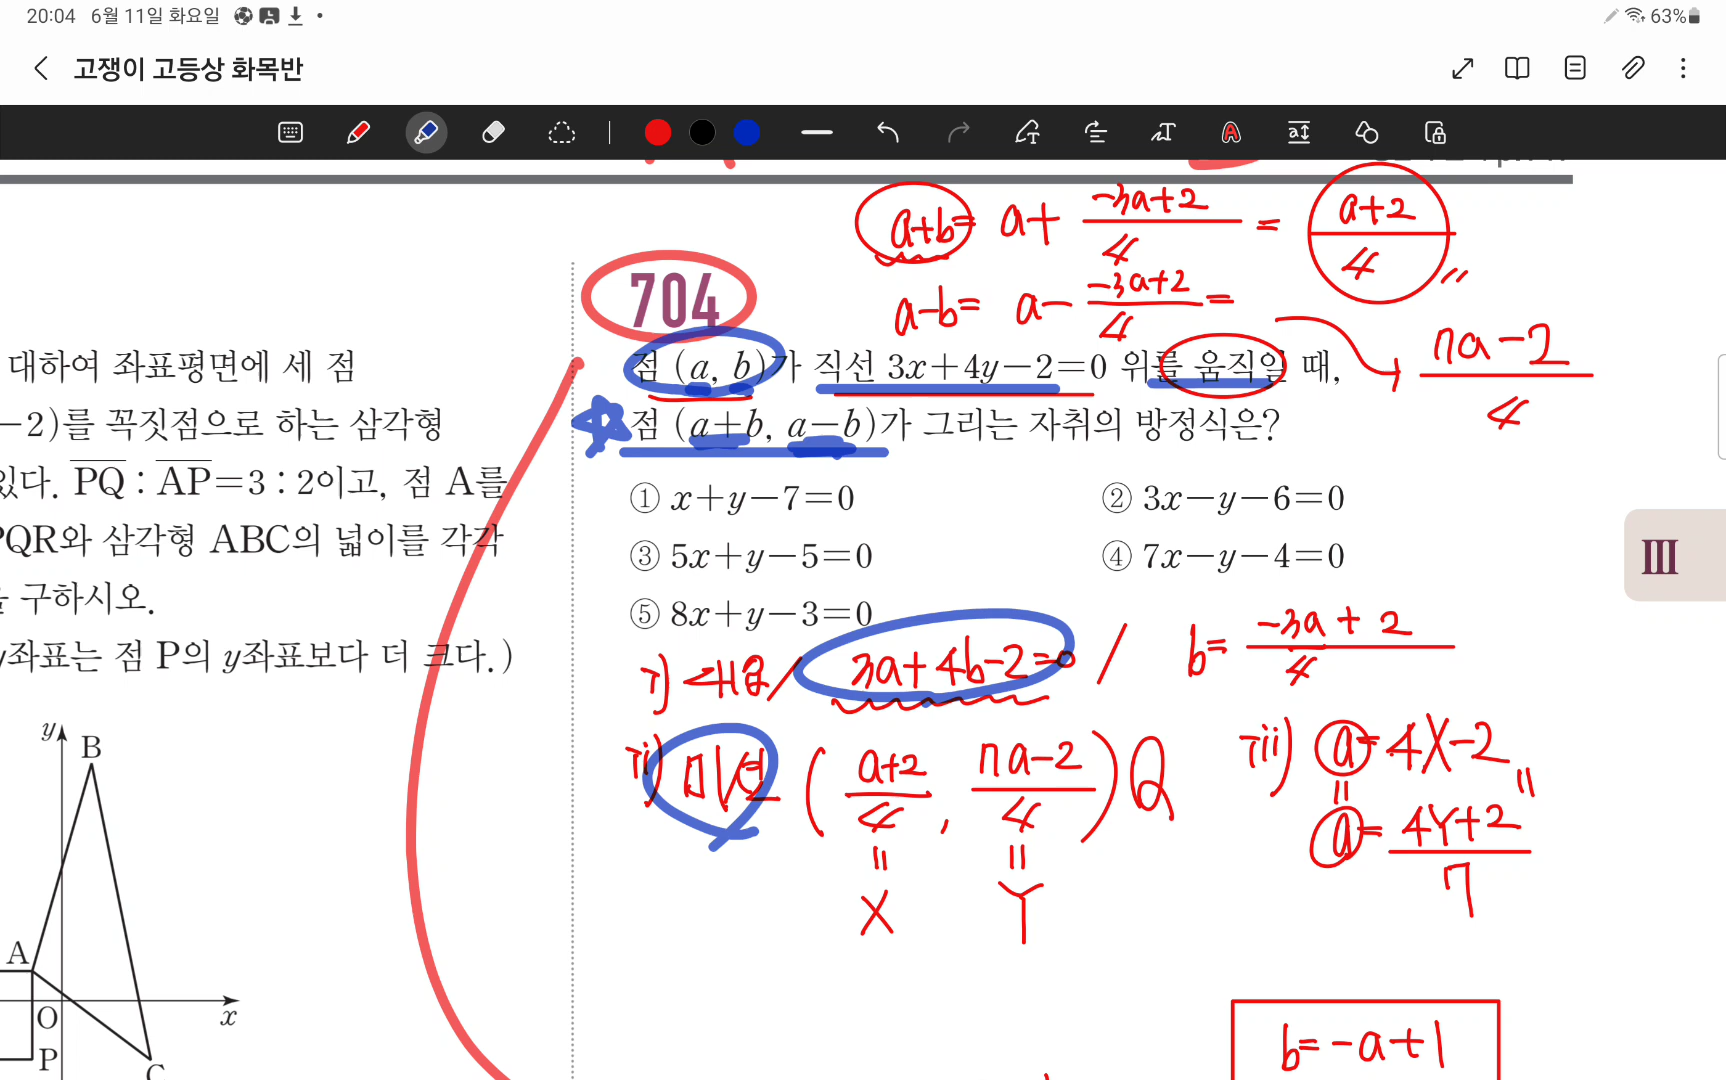 20:04 6월 11일 화요일
63%
고쟁이 고등상 화목반
대하여 좌표평면에 세 점
-2)를 꼭짓점으로 하는 삼각형
있다. PQ : AP=3 : 2이고, 점 A를
PQR와 삼각형 ABC의 넓이를 각각
구하시오.
y좌표는 점 P의 y좌표보다 더 크다.)
y
B
A
O
x
P
C
a+b= a+ (-3a+2)/4 = (a+2)/4 〃
a-b= a- (-3a+2)/4 =
→ (7a-2)/4
704
점 (a, b)가 직선 3x+4y-2=0 위를 움직일 때,
점 (a+b, a-b)가 그리는 자취의 방정식은?
① x+y-7=0 ② 3x-y-6=0
③ 5x+y-5=0 ④ 7x-y-4=0
⑤ 8x+y-3=0
i) 대입 / 3a+4b-2=0 / b= (-3a+2)/4
ii) 미션 ( (a+2)/4 , (7a-2)/4 ) Q
= =
X Y
iii) a=4X-2 〃
=
a= (4Y+2)/7
b=-a+1
III